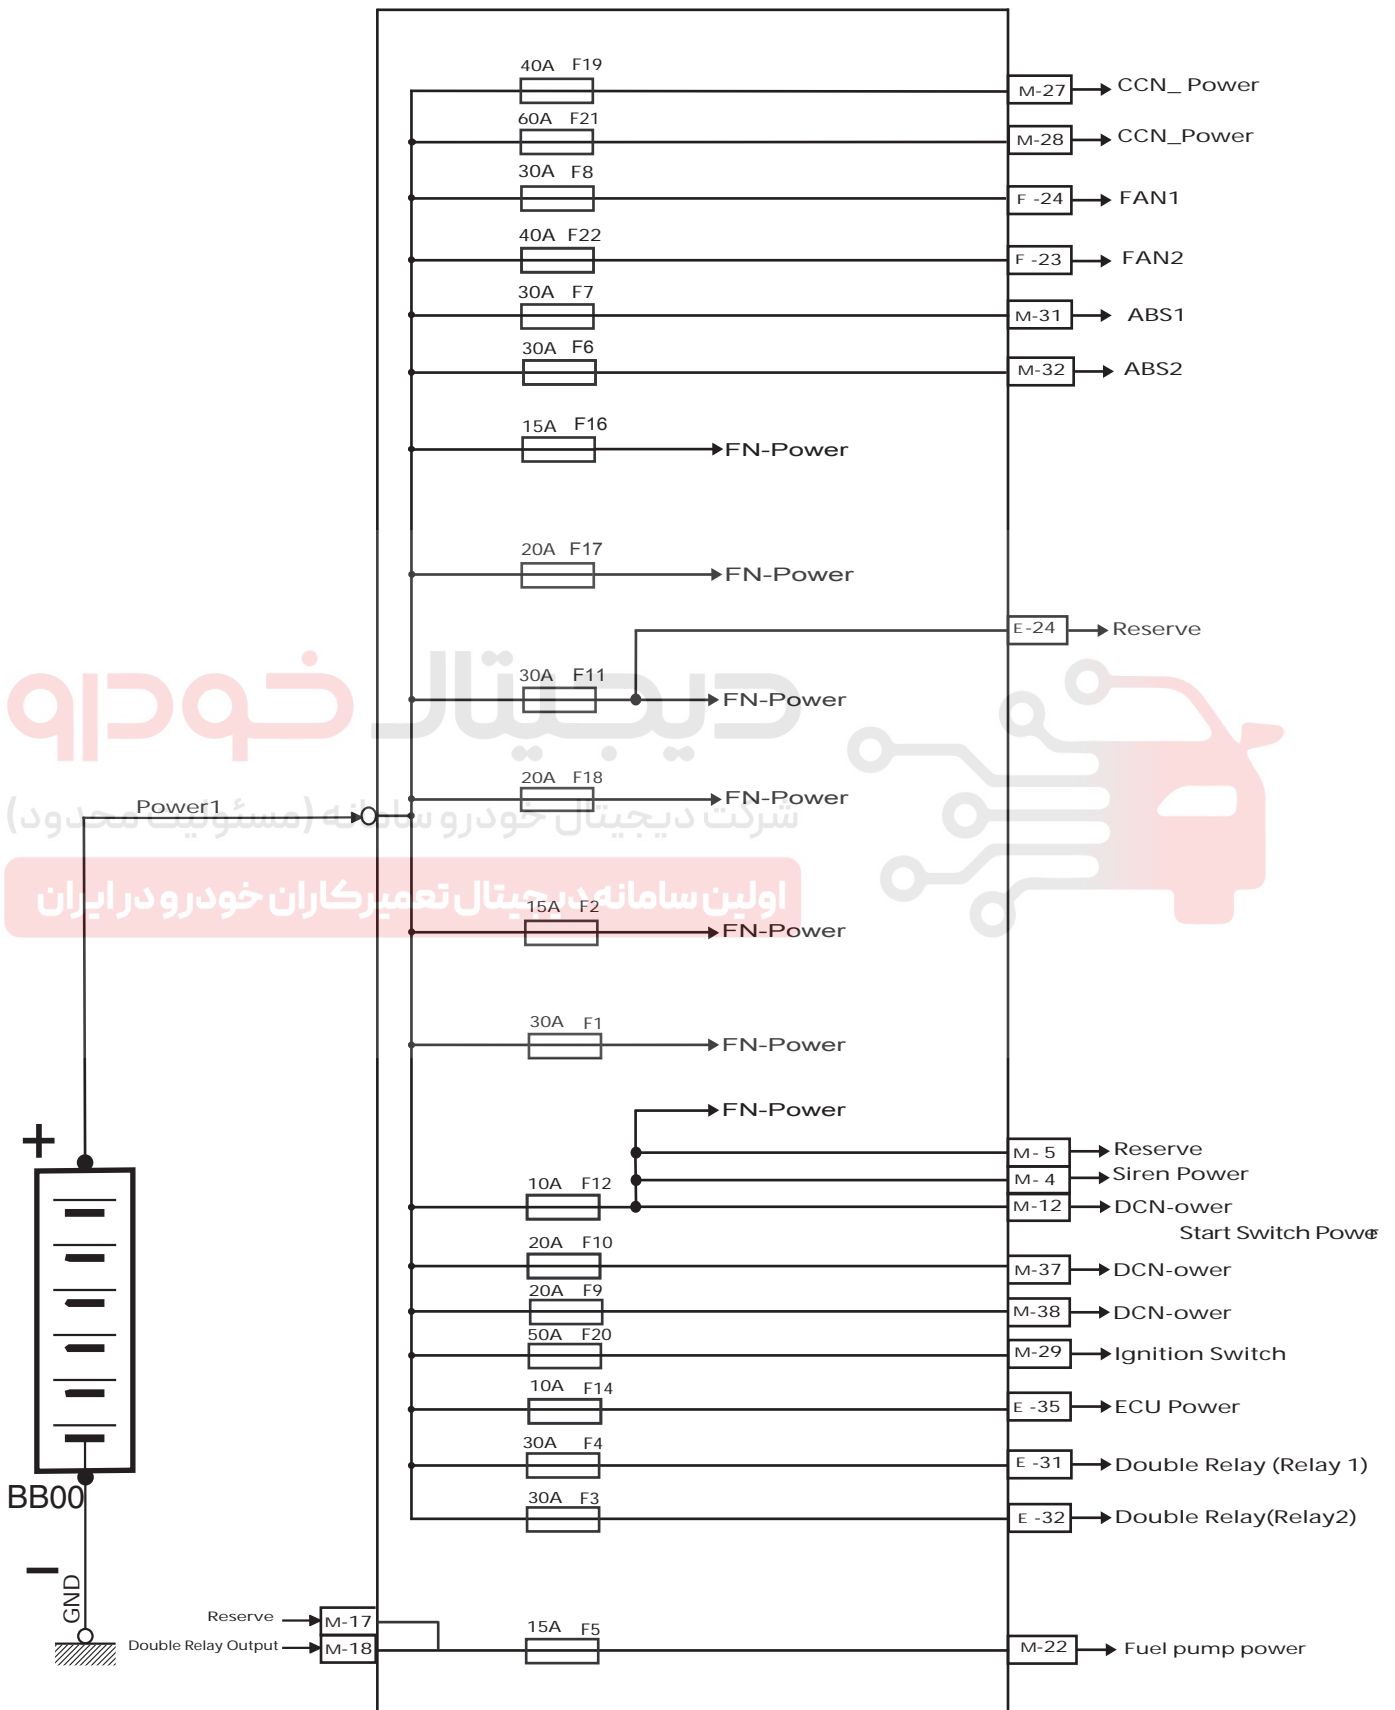 40A F19
M-27 CCN_ Power
60A F21
M-28 CCN_Power
30A F8
F -24 FAN1
40A F22
F -23 FAN2
30A F7
M-31 ABS1
30A F6
M-32 ABS2
15A F16
FN-Power
20A F17
FN-Power
E-24 Reserve
30A F11
FN-Power
دیجیتال خودرو
20A F18
FN-Power
Power1
شرکت دیجیتال خودرو سامانه (مسئولیت محدود)
اولین سامانه دیجیتال تعمیرکاران خودرو در ایران
15A F2
FN-Power
30A F1
FN-Power
FN-Power
+
M- 5 Reserve
M- 4 Siren Power
10A F12
M-12 DCN-ower
Start Switch Power
20A F10
M-37 DCN-ower
20A F9
M-38 DCN-ower
50A F20
M-29 Ignition Switch
10A F14
E -35 ECU Power
30A F4
E -31 Double Relay (Relay 1)
BB00
30A F3
E -32 Double Relay(Relay2)
–
GND
Reserve M-17
Double Relay Output M-18
15A F5
M-22 Fuel pump power